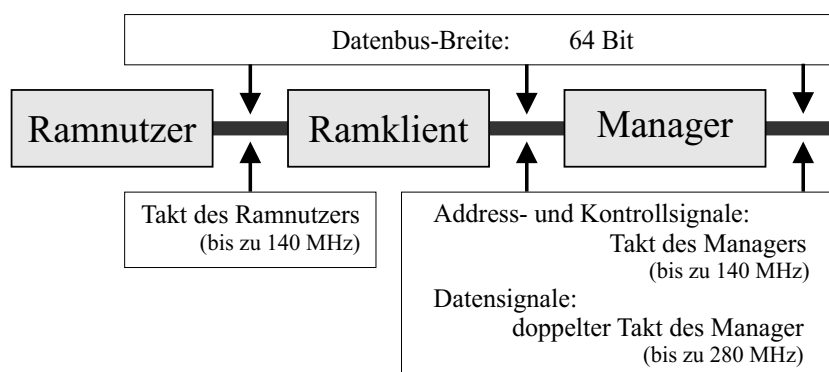 Datenbus-Breite: 64 Bit
Ramnutzer
Ramklient
Manager
Takt des Ramnutzers
(bis zu 140 MHz)
Address- und Kontrollsignale:
Takt des Managers
(bis zu 140 MHz)
Datensignale:
doppelter Takt des Manager
(bis zu 280 MHz)